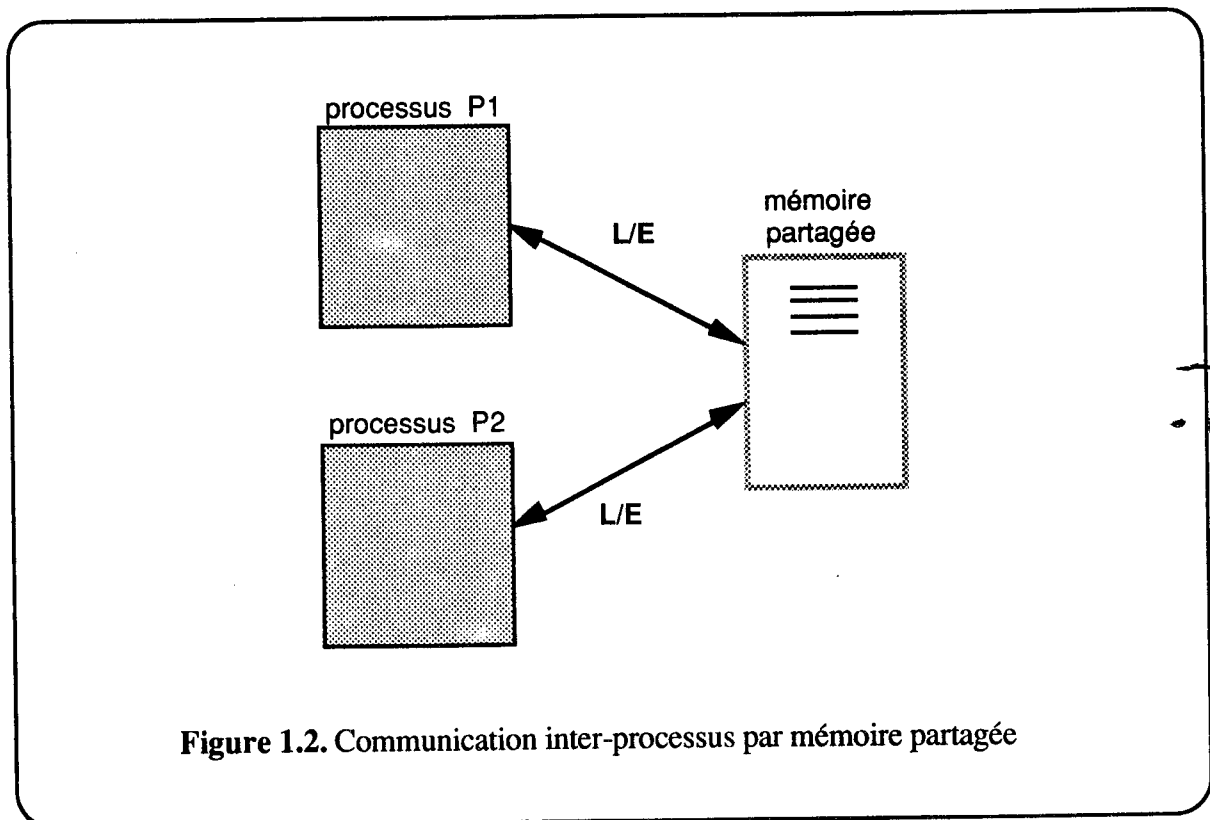 processus P1
L/E
mémoire
partagée
processus P2
L/E
Figure 1.2. Communication inter-processus par mémoire partagée